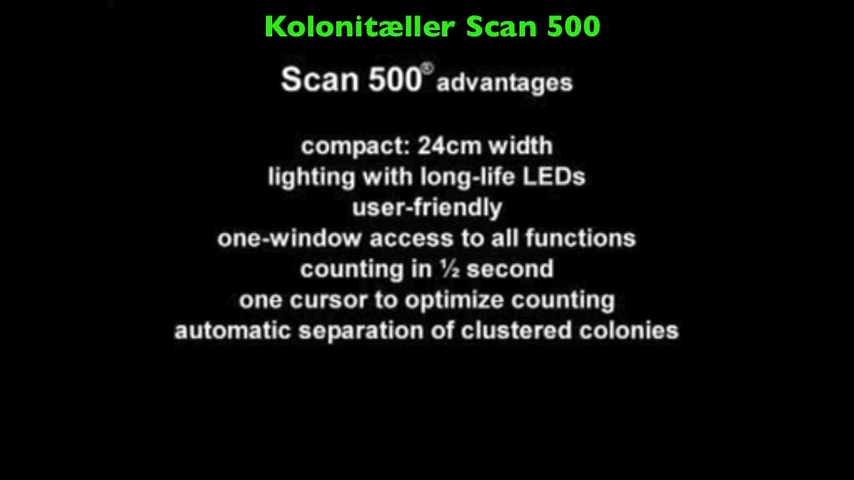 Kolonitæller Scan 500
Scan 500® advantages
compact: 24cm width
lighting with long-life LEDs
user-friendly
one-window access to all functions
counting in ½ second
one cursor to optimize counting
automatic separation of clustered colonies